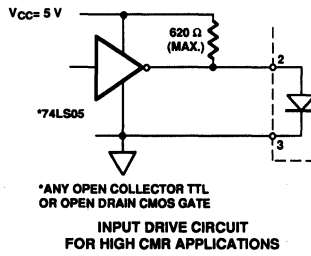 VCC= 5 V
620 Ω
(MAX.)
2
*74LS05
3
*ANY OPEN COLLECTOR TTL
OR OPEN DRAIN CMOS GATE
INPUT DRIVE CIRCUIT
FOR HIGH CMR APPLICATIONS